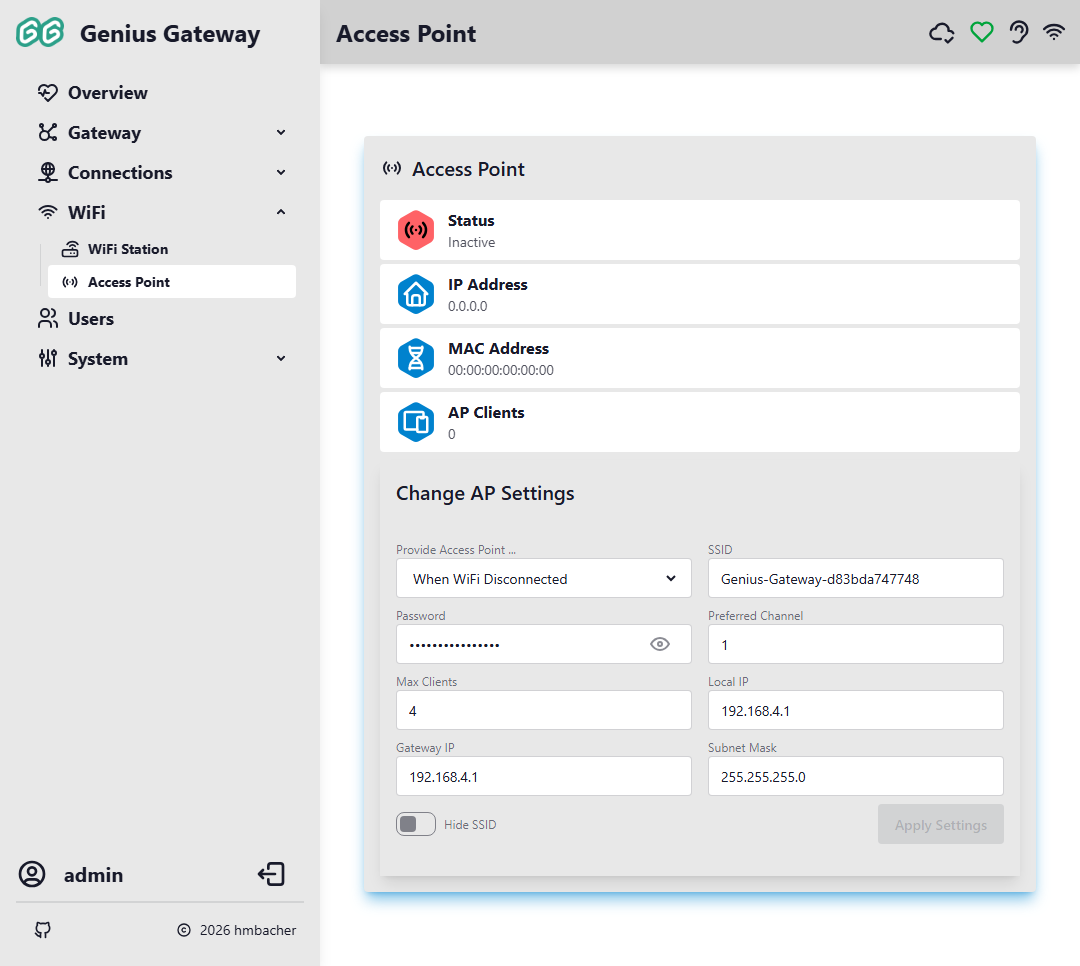 Genius Gateway
Overview
Gateway
Connections
WiFi
WiFi Station
Access Point
Users
System
admin
© 2026 hmbacher
Access Point
Access Point
Status
Inactive
IP Address
0.0.0.0
MAC Address
00:00:00:00:00:00
AP Clients
0
Change AP Settings
Provide Access Point ...
When WiFi Disconnected
SSID
Genius-Gateway-d83bda747748
Password
••••••••••••••••
Preferred Channel
1
Max Clients
4
Local IP
192.168.4.1
Gateway IP
192.168.4.1
Subnet Mask
255.255.255.0
Hide SSID
Apply Settings